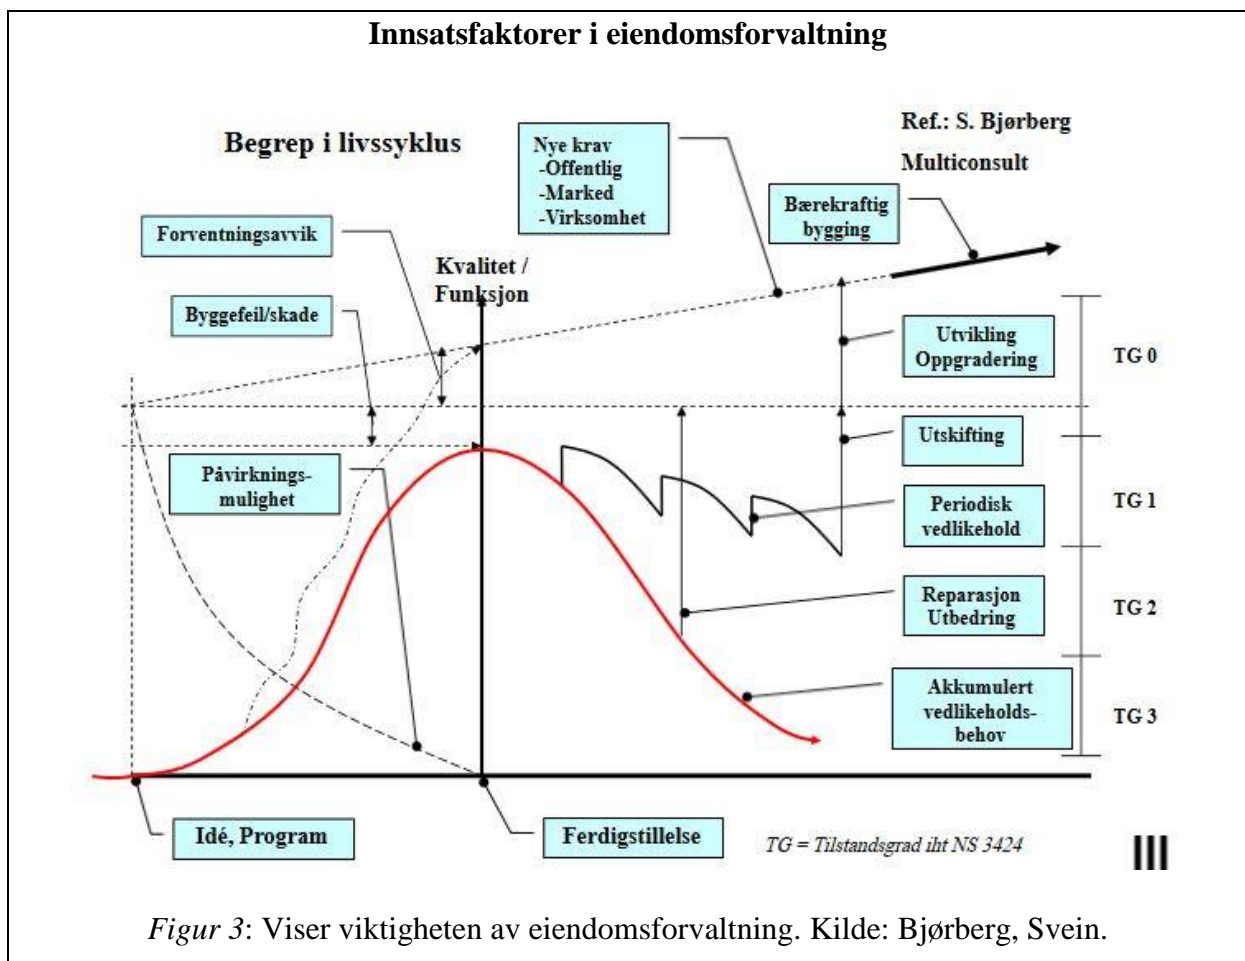 Innsatsfaktorer i eiendomsforvaltning
Begrep i livssyklus
Nye krav
-Offentlig
-Marked
-Virksomhet
Ref.: S. Bjørberg
Multiconsult
Bærekraftig
bygging
Forventningsavvik
Kvalitet /
Funksjon
Byggefeil/skade
Utvikling
Oppgradering
TG 0
Utskifting
Påvirknings-
mulighet
Periodisk
vedlikehold
TG 1
Reparasjon
Utbedring
TG 2
Akkumulert
vedlikeholds-
behov
TG 3
Idé, Program
Ferdigstillelse
TG = Tilstandsgrad iht NS 3424
Figur 3: Viser viktigheten av eiendomsforvaltning. Kilde: Bjørberg, Svein.